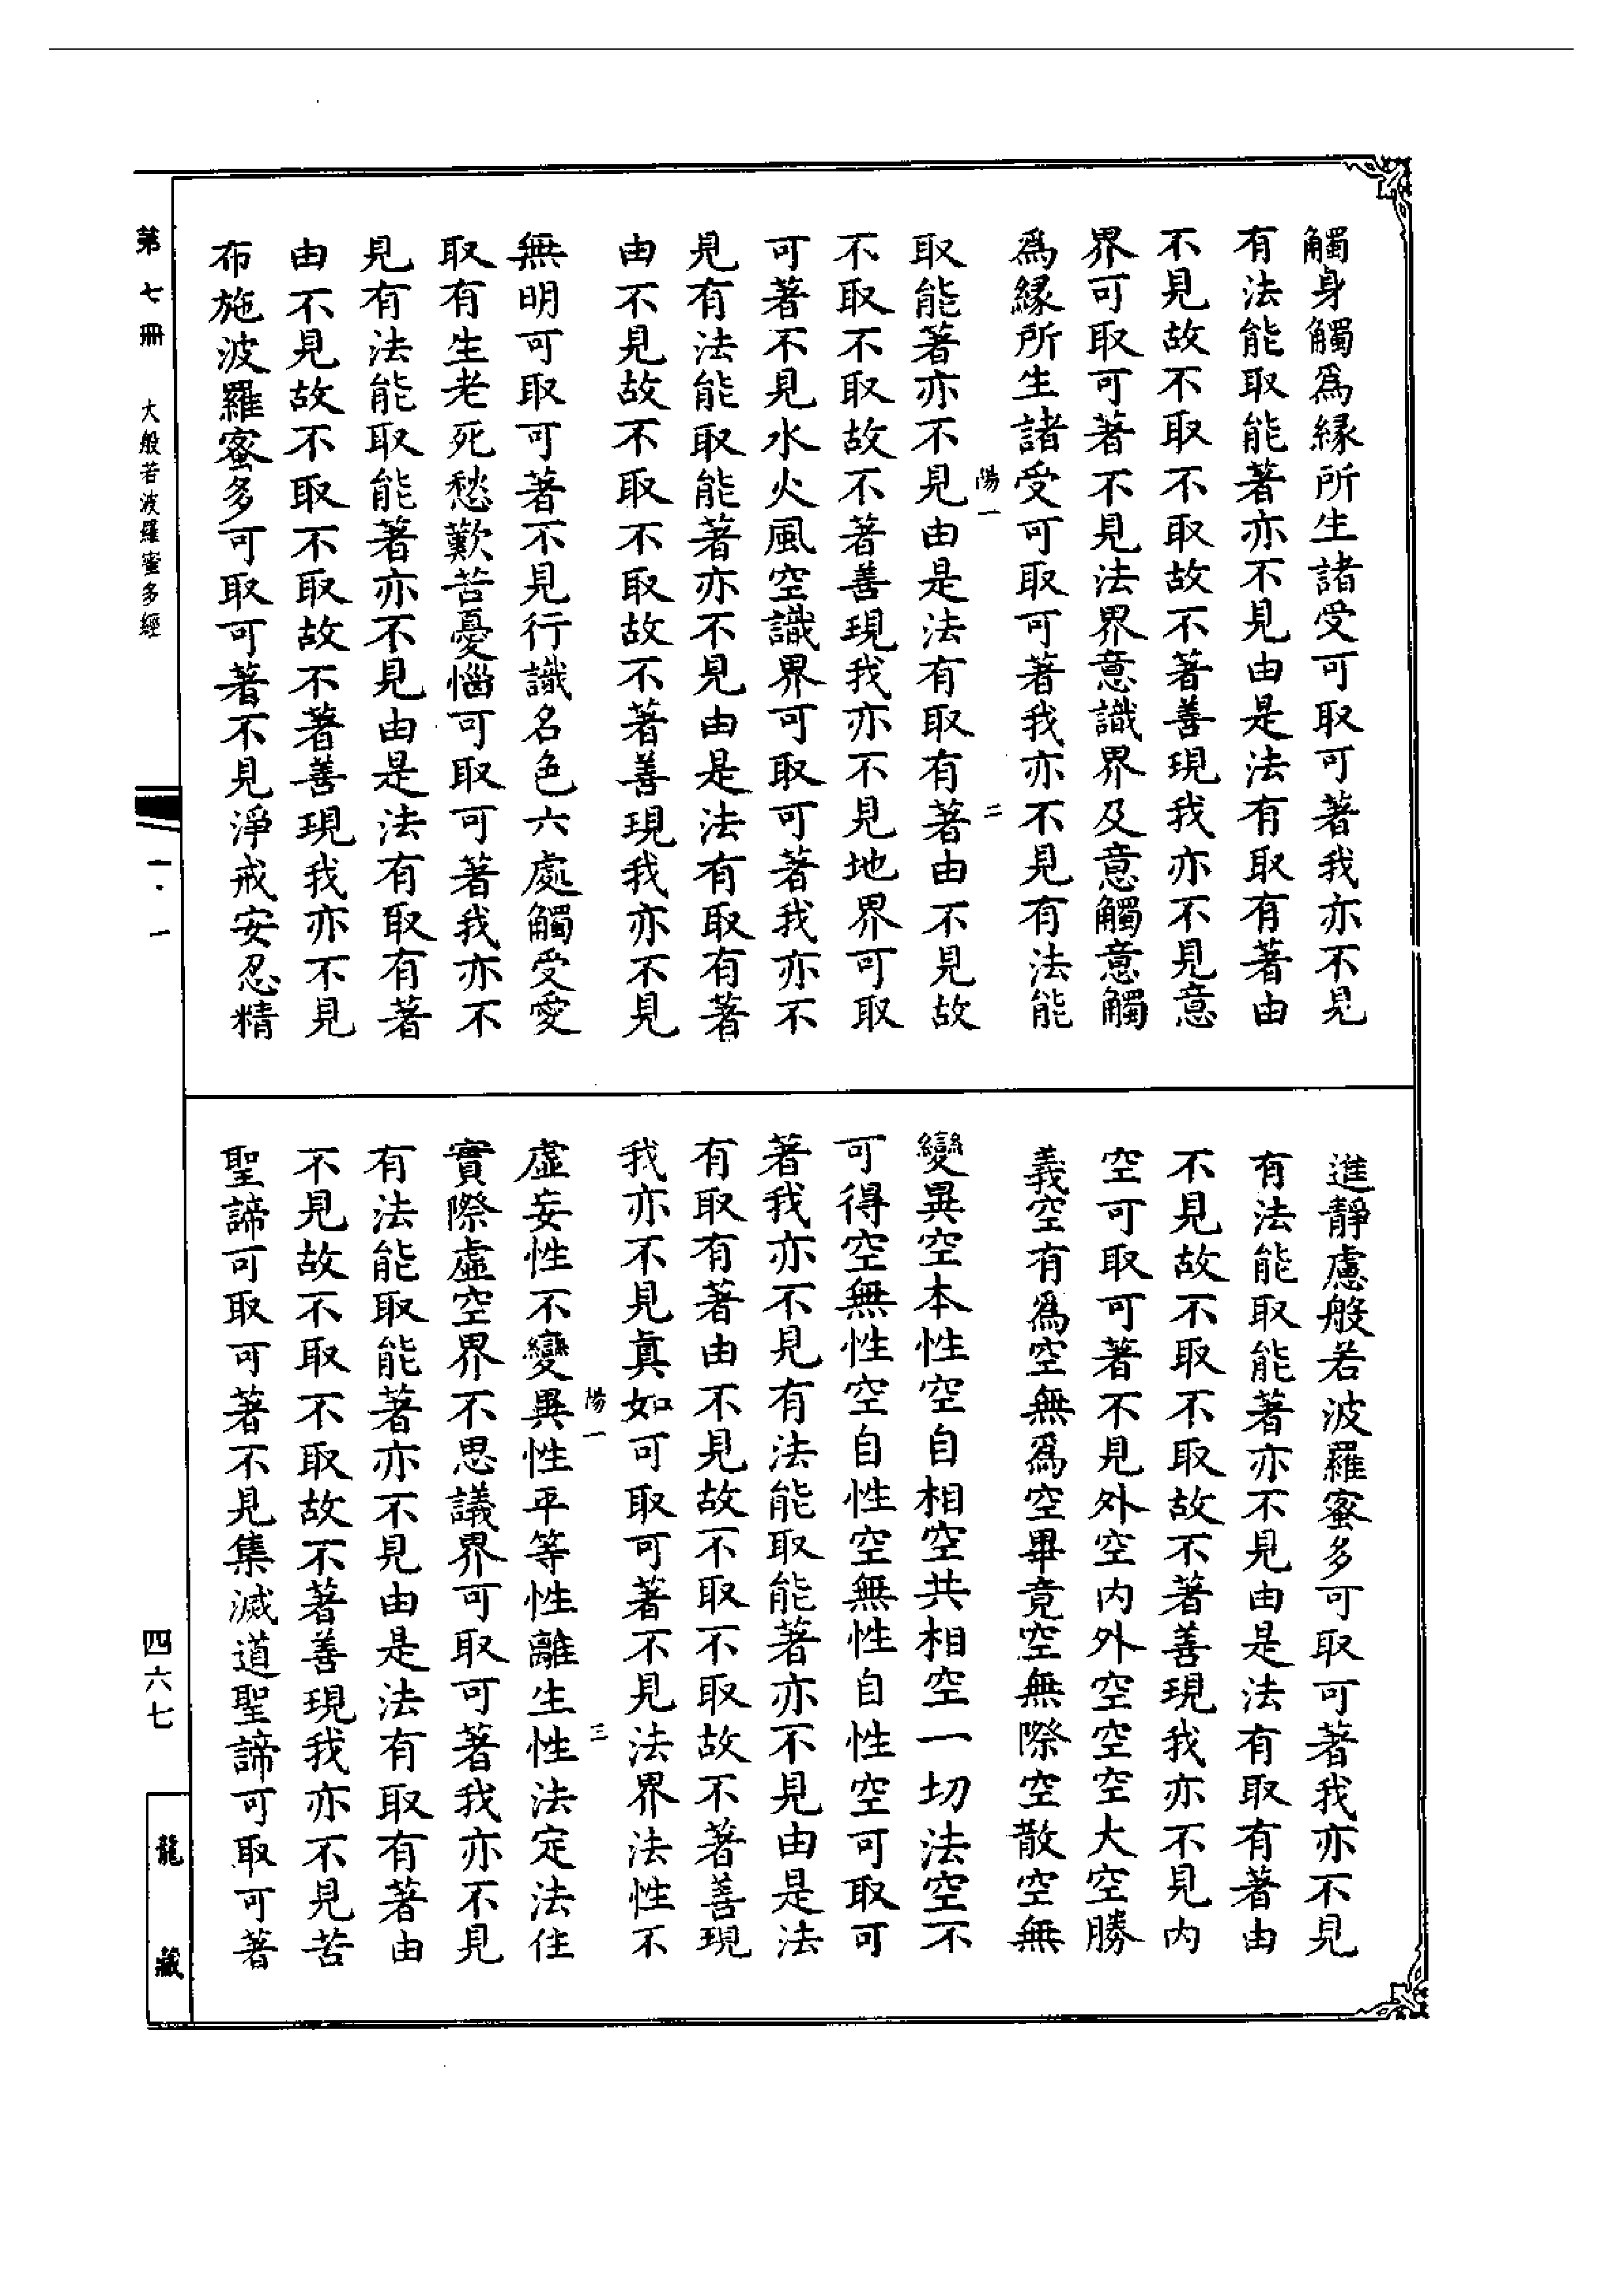 觸身觸爲緣所生諸受可取可著我亦不見
有法能取能著亦不見由是法有取有著由
不見故不取不取故不著善現我亦不見意
界可取可著不見法界意識界及意觸意觸
爲緣所生諸受可取可著我亦不見有法能
陽一
二
取能著亦不見由是法有取有著由不見故
不取不取故不著善現我亦不見地界可取
可著不見水火風空識界可取可著我亦不
見有法能取能著亦不見由是法有取有著
由不見故不取不取故不著善現我亦不見
無明可取可著不見行識名色六處觸受愛
取有生老死愁歎苦憂惱可取可著我亦不
見有法能取能著亦不見由是法有取有著
由不見故不取不取故不著善現我亦不見
布施波羅蜜多可取可著不見淨戒安忍精
進靜慮般若波羅蜜多可取可著我亦不見
有法能取能著亦不見由是法有取有著由
不見故不取不取故不著善現我亦不見內
空可取可著不見外空內外空空空大空勝
義空有爲空無爲空畢竟空無際空散空無
變異空本性空自相空共相空一切法空不
可得空無性空自性空無性自性空可取可
著我亦不見有法能取能著亦不見由是法
有取有著由不見故不取不取故不著善現
我亦不見真如可取可著不見法界法性不
陽一
三
虛妄性不變異性平等性離生性法定法住
實際虛空界不思議界可取可著我亦不見
有法能取能著亦不見由是法有取有著由
不見故不取不取故不著善現我亦不見苦
聖諦可取可著不見集滅道聖諦可取可著
第七冊
大般若波羅蜜多經
一·一
四六七
龍藏